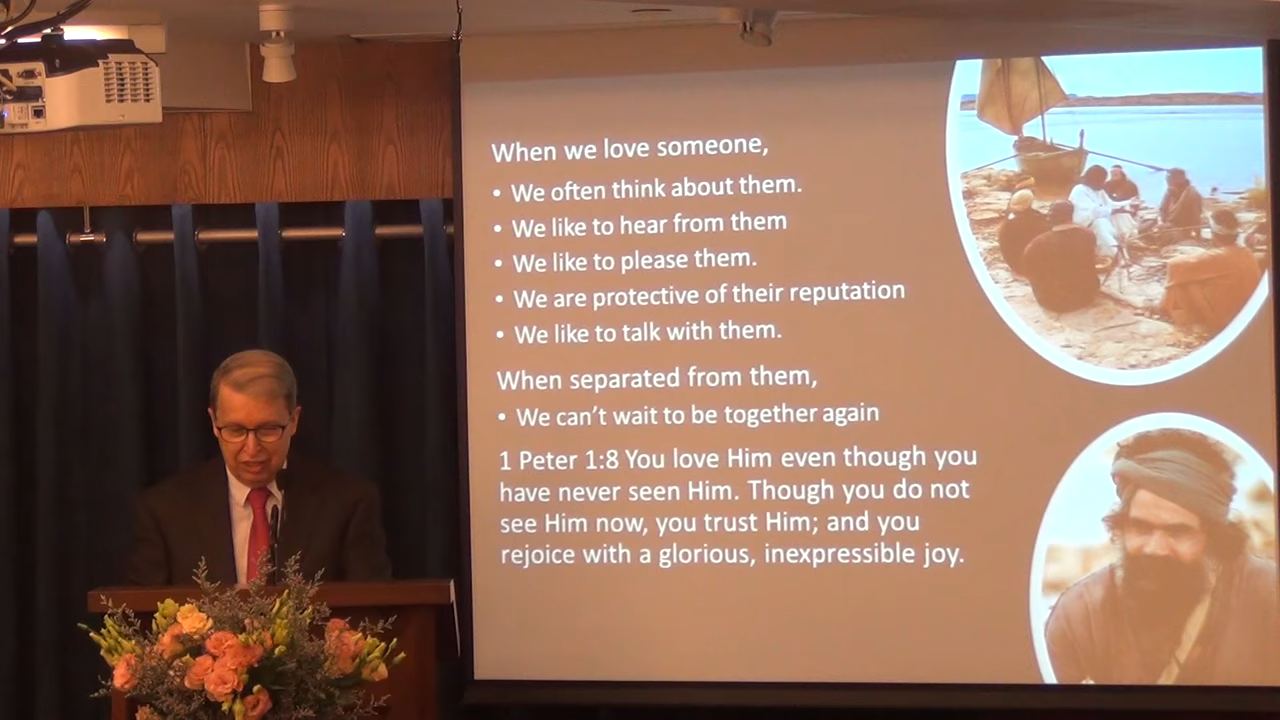 When we love someone,
• We often think about them.
• We like to hear from them
• We like to please them.
• We are protective of their reputation
• We like to talk with them.
When separated from them,
• We can't wait to be together again
1 Peter 1:8 You love Him even though you
have never seen Him. Though you do not
see Him now, you trust Him; and you
rejoice with a glorious, inexpressible joy.